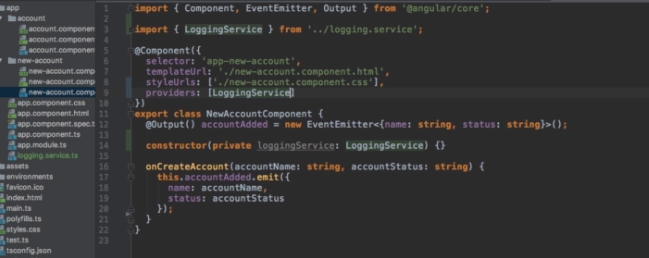 app
account
account.component
account.component
account.component
new-account
new-account.comp
new-account.comp
new-account.comp
app.component.css
app.component.html
app.component.spec.t
app.component.ts
app.module.ts
logging.service.ts
assets
environments
favicon.ico
index.html
main.ts
polyfills.ts
styles.css
test.ts
tsconfig.json
1 import { Component, EventEmitter, Output } from '@angular/core';
2
3 import { LoggingService } from '../logging.service';
4
5 @Component({
6 selector: 'app-new-account',
7 templateUrl: './new-account.component.html',
8 styleUrls: ['./new-account.component.css'],
9 providers: [LoggingService]
10 })
11 export class NewAccountComponent {
12 @Output() accountAdded = new EventEmitter<{name: string, status: string}>();
13
14 constructor(private loggingService: LoggingService) {}
15
16 onCreateAccount(accountName: string, accountStatus: string) {
17 this.accountAdded.emit({
18 name: accountName,
19 status: accountStatus
20 });
21 }
22 }
23